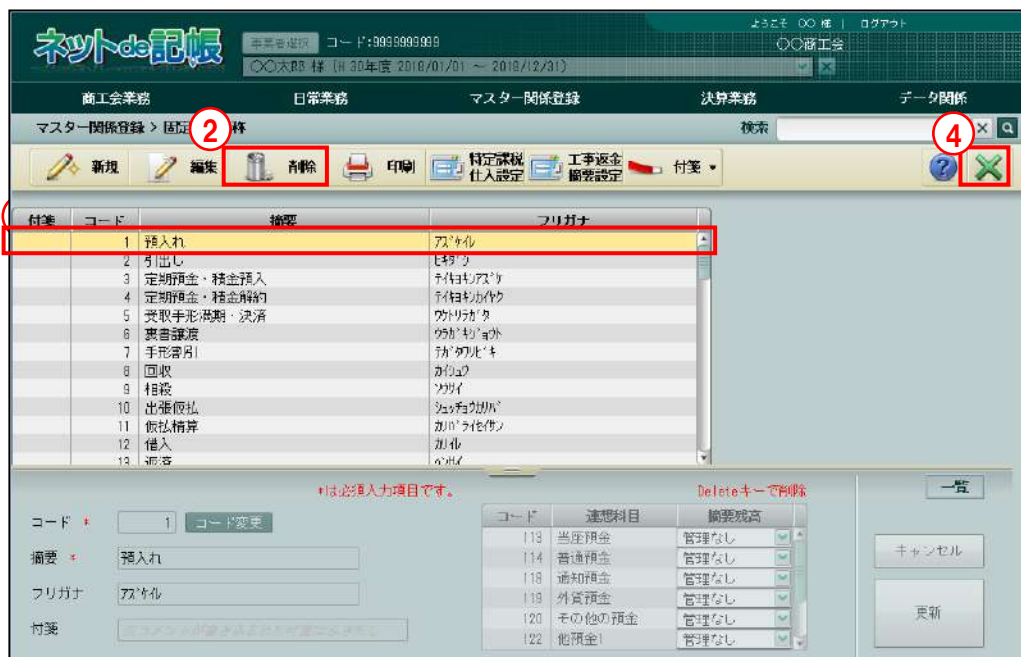 ようこそ 〇〇 様 | ログアウト
ネットde記帳
事業者選択 コード:9999999999
〇〇商工会
〇〇太郎 様 (H 30年度 2018/01/01 ～ 2018/12/31)
商工会業務 日常業務 マスター関係登録 決算業務 データ関係
マスター関係登録 > 固定 称 検索
② ④
新規 編集 削除 印刷 特定課税仕入設定 工事返金摘要設定 付箋
付箋 コード 摘要 フリガナ
1 預入れ ｱｽﾞｹｲﾚ
2 引出し ﾋｷﾀﾞｼ
3 定期預金・積金預入 ﾃｲｷﾖｷﾝｱｽﾞｹ
4 定期預金・積金解約 ﾃｲｷﾖｷﾝｶｲﾔｸ
5 受取手形満期・決済 ｳｹﾄﾘﾃｶﾞﾀ
6 裏書譲渡 ｳﾗｶﾞｷｼﾞｮｳﾄ
7 手形割引 ﾃｶﾞﾀﾜﾘﾋﾞｷ
8 回収 ｶｲｼｭｳ
9 相殺 ｿｳｻｲ
10 出張仮払 ｼｭｯﾁｮｳｶﾘﾊﾞ
11 仮払精算 ｶﾘﾊﾞﾗｲｾｲｻﾝ
12 借入 ｶﾘｲﾚ
13 返済 ﾍﾝｻｲ
*は必須入力項目です。 Deleteキーで削除 一覧
コード * 1 コード変更
コード 連想科目 摘要残高
113 当座預金 管理なし
摘要 * 預入れ
114 普通預金 管理なし
キャンセル
118 通知預金 管理なし
フリガナ ｱｽﾞｹｲﾚ
119 外貨預金 管理なし
120 その他の預金 管理なし
更新
付箋
122 他預金1 管理なし